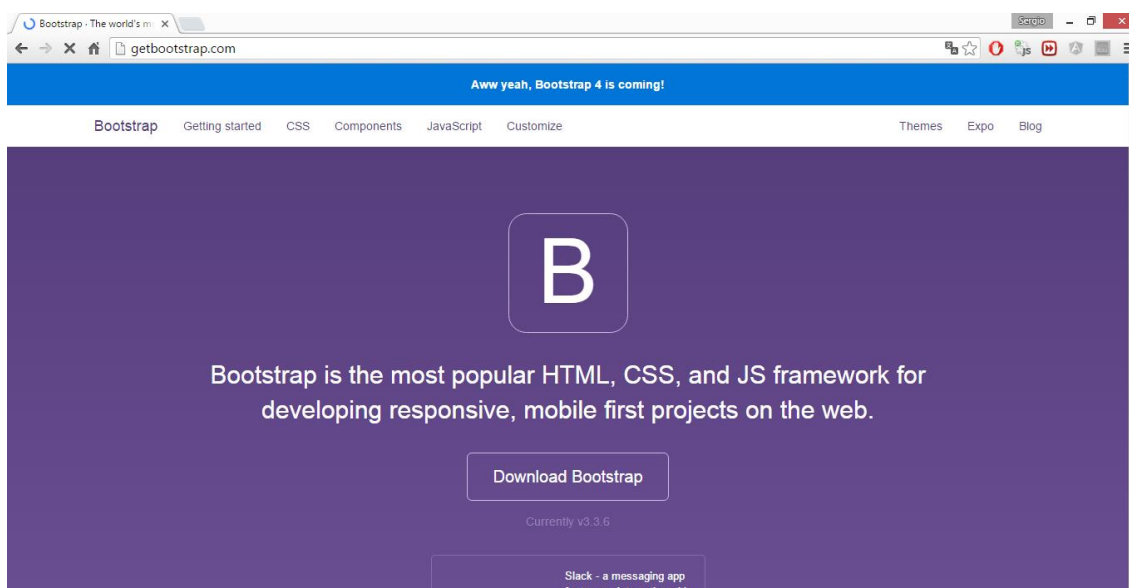 Bootstrap · The world's m
Sergio
getbootstrap.com
JS
Aww yeah, Bootstrap 4 is coming!
Bootstrap Getting started CSS Components JavaScript Customize Themes Expo Blog
B
Bootstrap is the most popular HTML, CSS, and JS framework for
developing responsive, mobile first projects on the web.
Download Bootstrap
Currently v3.3.6
Slack - a messaging app